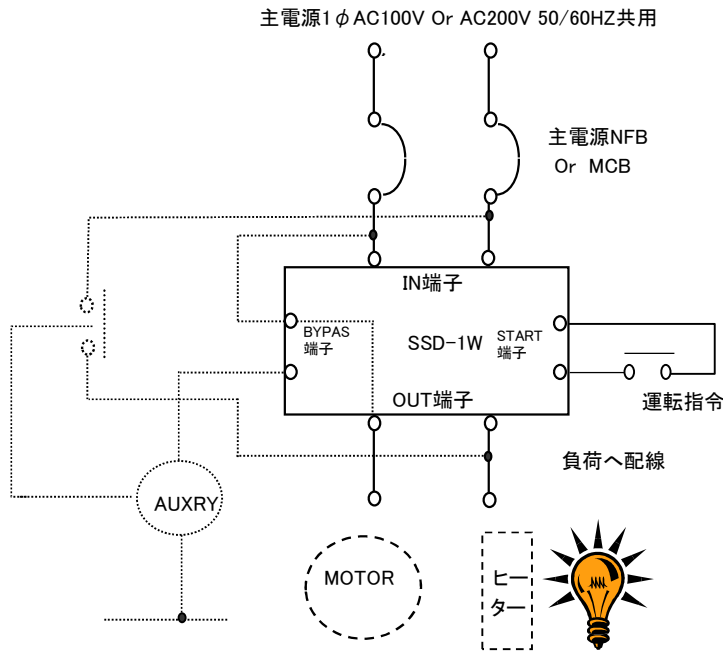 主電源1φAC100V Or AC200V 50/60HZ共用
主電源NFB
Or MCB
IN端子
BYPAS
端子
SSD-1W
START
端子
OUT端子
運転指令
負荷へ配線
AUXRY
MOTOR
ヒー
ター